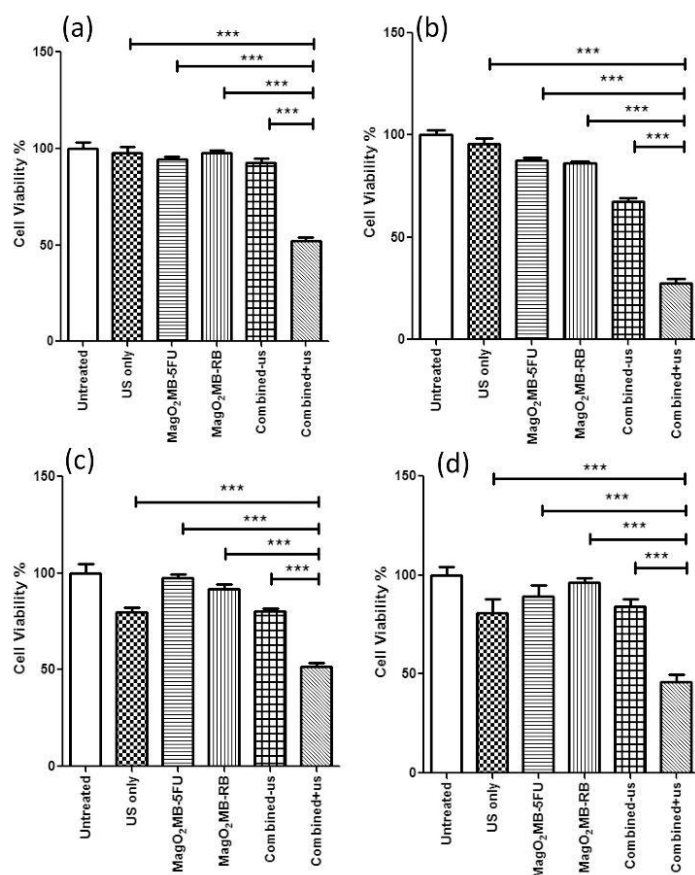 (a)
***
***
***
***
150
100
50
0
Cell Viability %
Untreated
US only
MagO₂MB-5FU
MagO₂MB-RB
Combined-us
Combined+us
(b)
***
***
***
***
150
100
50
0
Cell Viability %
Untreated
US only
MagO₂MB-5FU
MagO₂MB-RB
Combined-us
Combined+us
(c)
***
***
***
***
150
100
50
0
Cell Viability %
Untreated
US only
MagO₂MB-5FU
MagO₂MB-RB
Combined-us
Combined+us
(d)
***
***
***
***
150
100
50
0
Cell Viability %
Untreated
US only
MagO₂MB-5FU
MagO₂MB-RB
Combined-us
Combined+us